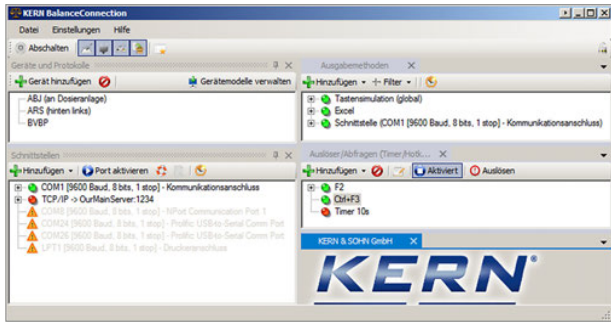 KERN BalanceConnection
Datei Einstellungen Hilfe
Abschalten
Geräte und Protokolle
Gerät hinzufügen Gerätemodelle verwalten
ABJ (an Dosieranlage)
ARS (hinten links)
BVBP
Ausgabemethoden
Hinzufügen Filter
Tastensimulation (global)
Excel
Schnittstelle (COM1 [9600 Baud, 8 bits, 1 stop] - Kommunikationsanschluss)
Schnittstellen
Hinzufügen Port aktivieren
COM1 [9600 Baud, 8 bits, 1 stop] - Kommunikationsanschluss
TCP/IP -> OurMainServer:1234
COM8 [9600 Baud, 8 bits, 1 stop] - NPort Communication Port 1
COM24 [9600 Baud, 8 bits, 1 stop] - Prolific USB-to-Serial Comm Port
COM26 [9600 Baud, 8 bits, 1 stop] - Prolific USB-to-Serial Comm Port
LPT1 [9600 Baud, 8 bits, 1 stop] - Druckeranschluss
Auslöser/Abfragen (Timer/Hotk...
Hinzufügen Aktiviert Auslösen
F2
Ctrl+F3
Timer 10s
KERN & SOHN GmbH
KERN®